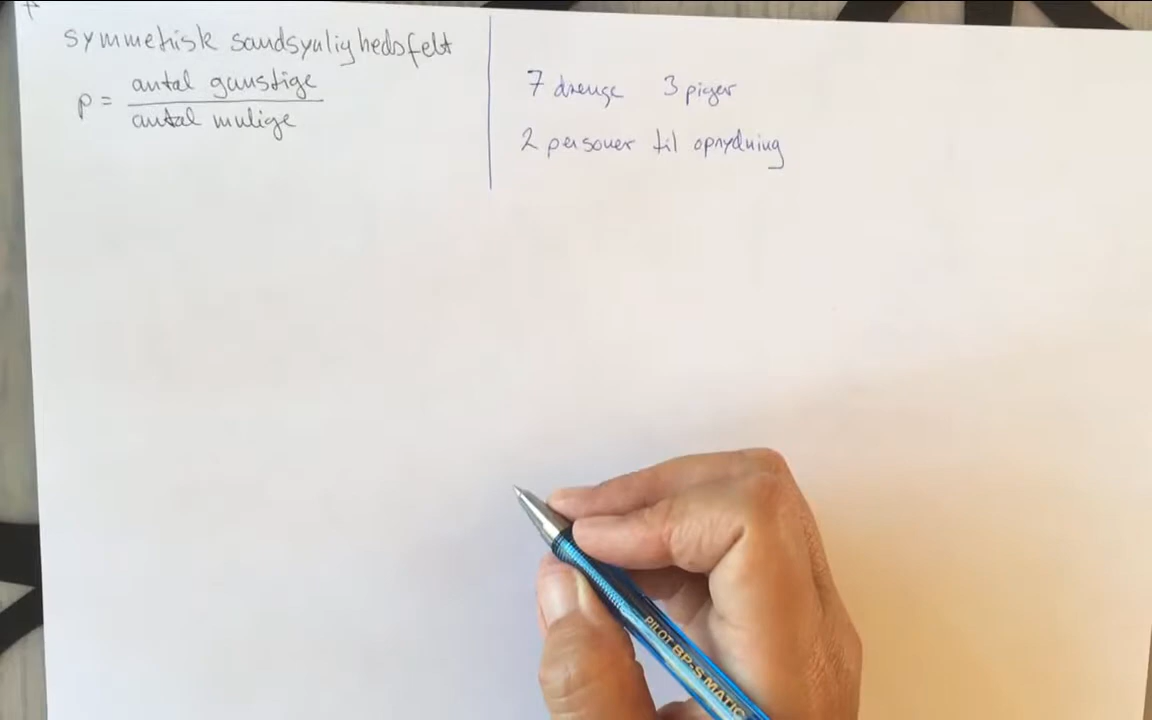 symmetrisk sandsynlighedsfelt
p = antal gunstige
antal mulige
7 drenge 3 piger
2 personer til oprydning
PILOT BP-S MATIC